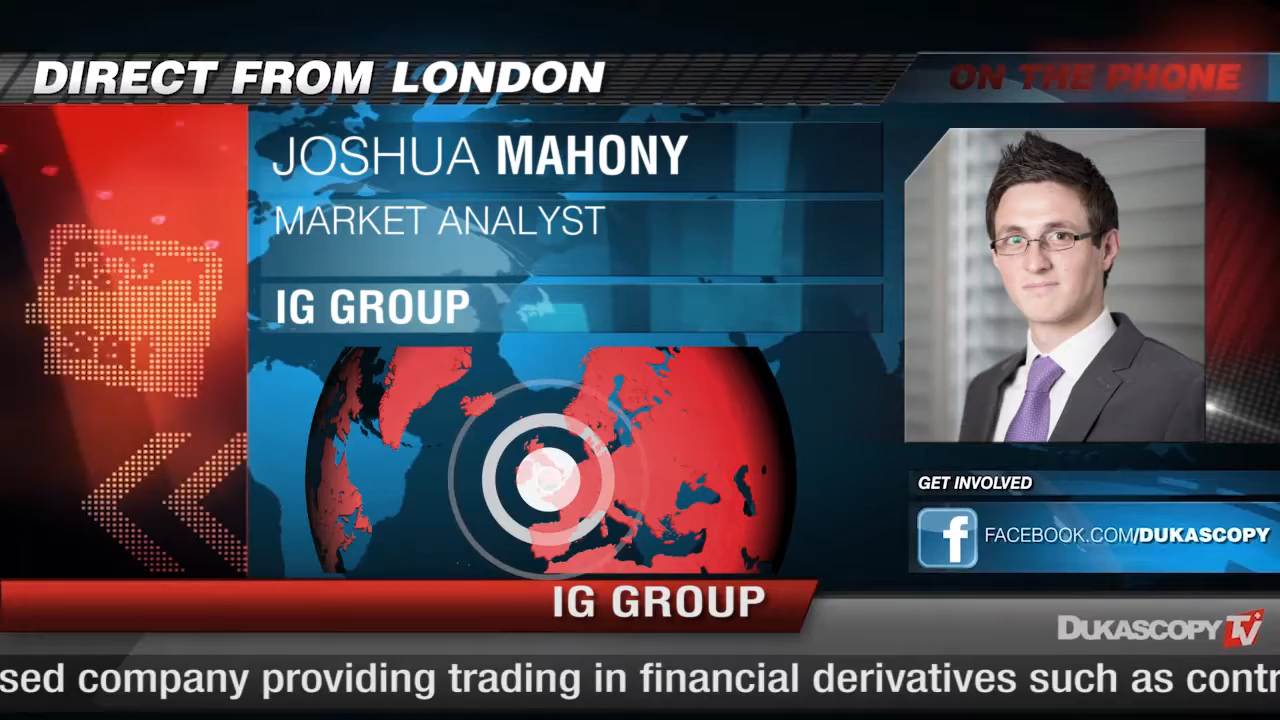 DIRECT FROM LONDON
ON THE PHONE
JOSHUA MAHONY
MARKET ANALYST
IG GROUP
GET INVOLVED
f FACEBOOK.COM/DUKASCOPY
IG GROUP
DUKASCOPY TV
sed company providing trading in financial derivatives such as contr